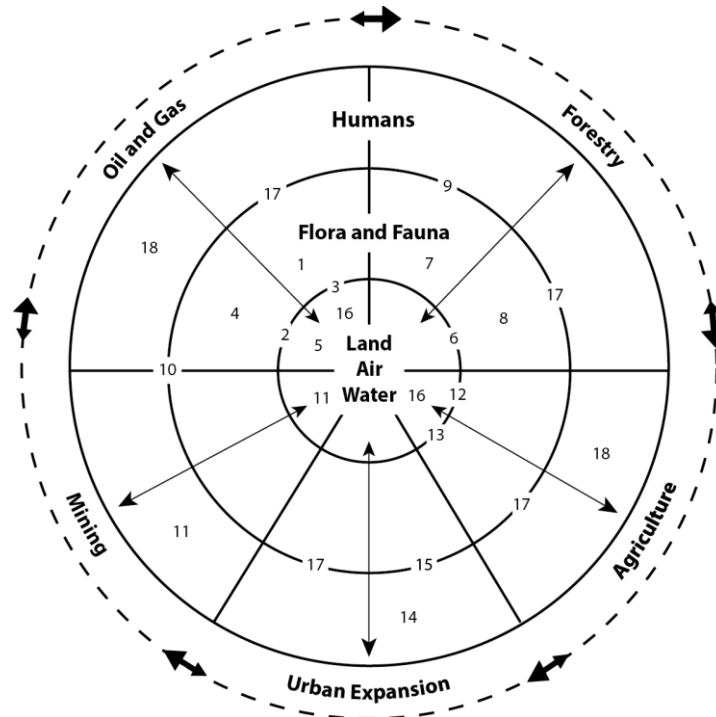 Oil and Gas
Humans
Forestry
17
9
18
Flora and Fauna
1
7
3
17
4
16
8
2
5
6
Land
10
Air
11
Water
16
12
13
18
17
11
17
15
14
Mining
Agriculture
Urban Expansion